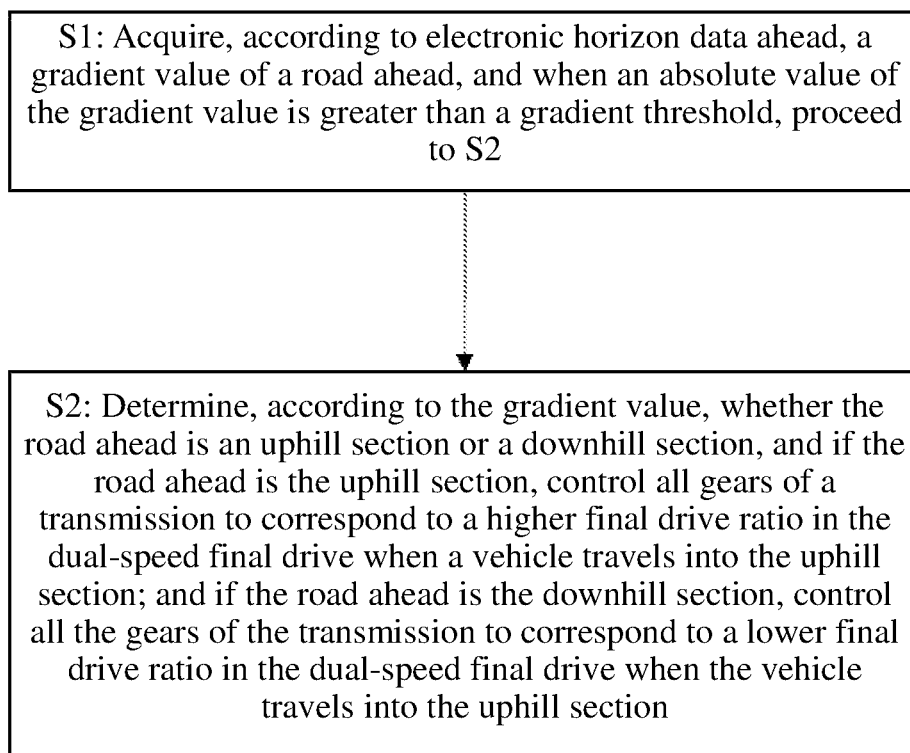 S1: Acquire, according to electronic horizon data ahead, a
gradient value of a road ahead, and when an absolute value of
the gradient value is greater than a gradient threshold, proceed
to S2
S2: Determine, according to the gradient value, whether the
road ahead is an uphill section or a downhill section, and if the
road ahead is the uphill section, control all gears of a
transmission to correspond to a higher final drive ratio in the
dual-speed final drive when a vehicle travels into the uphill
section; and if the road ahead is the downhill section, control
all the gears of the transmission to correspond to a lower final
drive ratio in the dual-speed final drive when the vehicle
travels into the uphill section